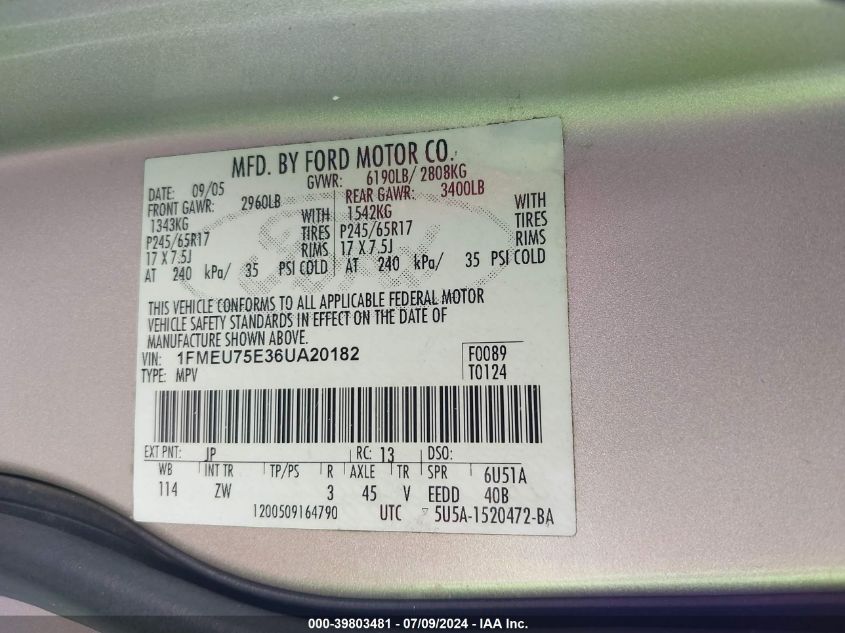 MFD. BY FORD MOTOR CO.
DATE: 09/05 GVWR: 6190LB/ 2808KG
FRONT GAWR: 2960LB REAR GAWR: 3400LB
1343KG WITH 1542KG WITH
P245/65R17 TIRES P245/65R17 TIRES
17 X 7.5J RIMS 17 X 7.5J RIMS
AT 240 kPa/ 35 PSI COLD AT 240 kPa/ 35 PSI COLD
THIS VEHICLE CONFORMS TO ALL APPLICABLE FEDERAL MOTOR
VEHICLE SAFETY STANDARDS IN EFFECT ON THE DATE OF
MANUFACTURE SHOWN ABOVE.
VIN: 1FMEU75E36UA20182 F0089
TYPE: MPV T0124
EXT PNT: JP RC: 13 DSO:
WB INT TR TP/PS R AXLE TR SPR 6U51A
114 ZW 3 45 V EEDD 40B
1200509164790 UTC 5U5A-1520472-BA
000-39803481 - 07/09/2024 - IAA Inc.